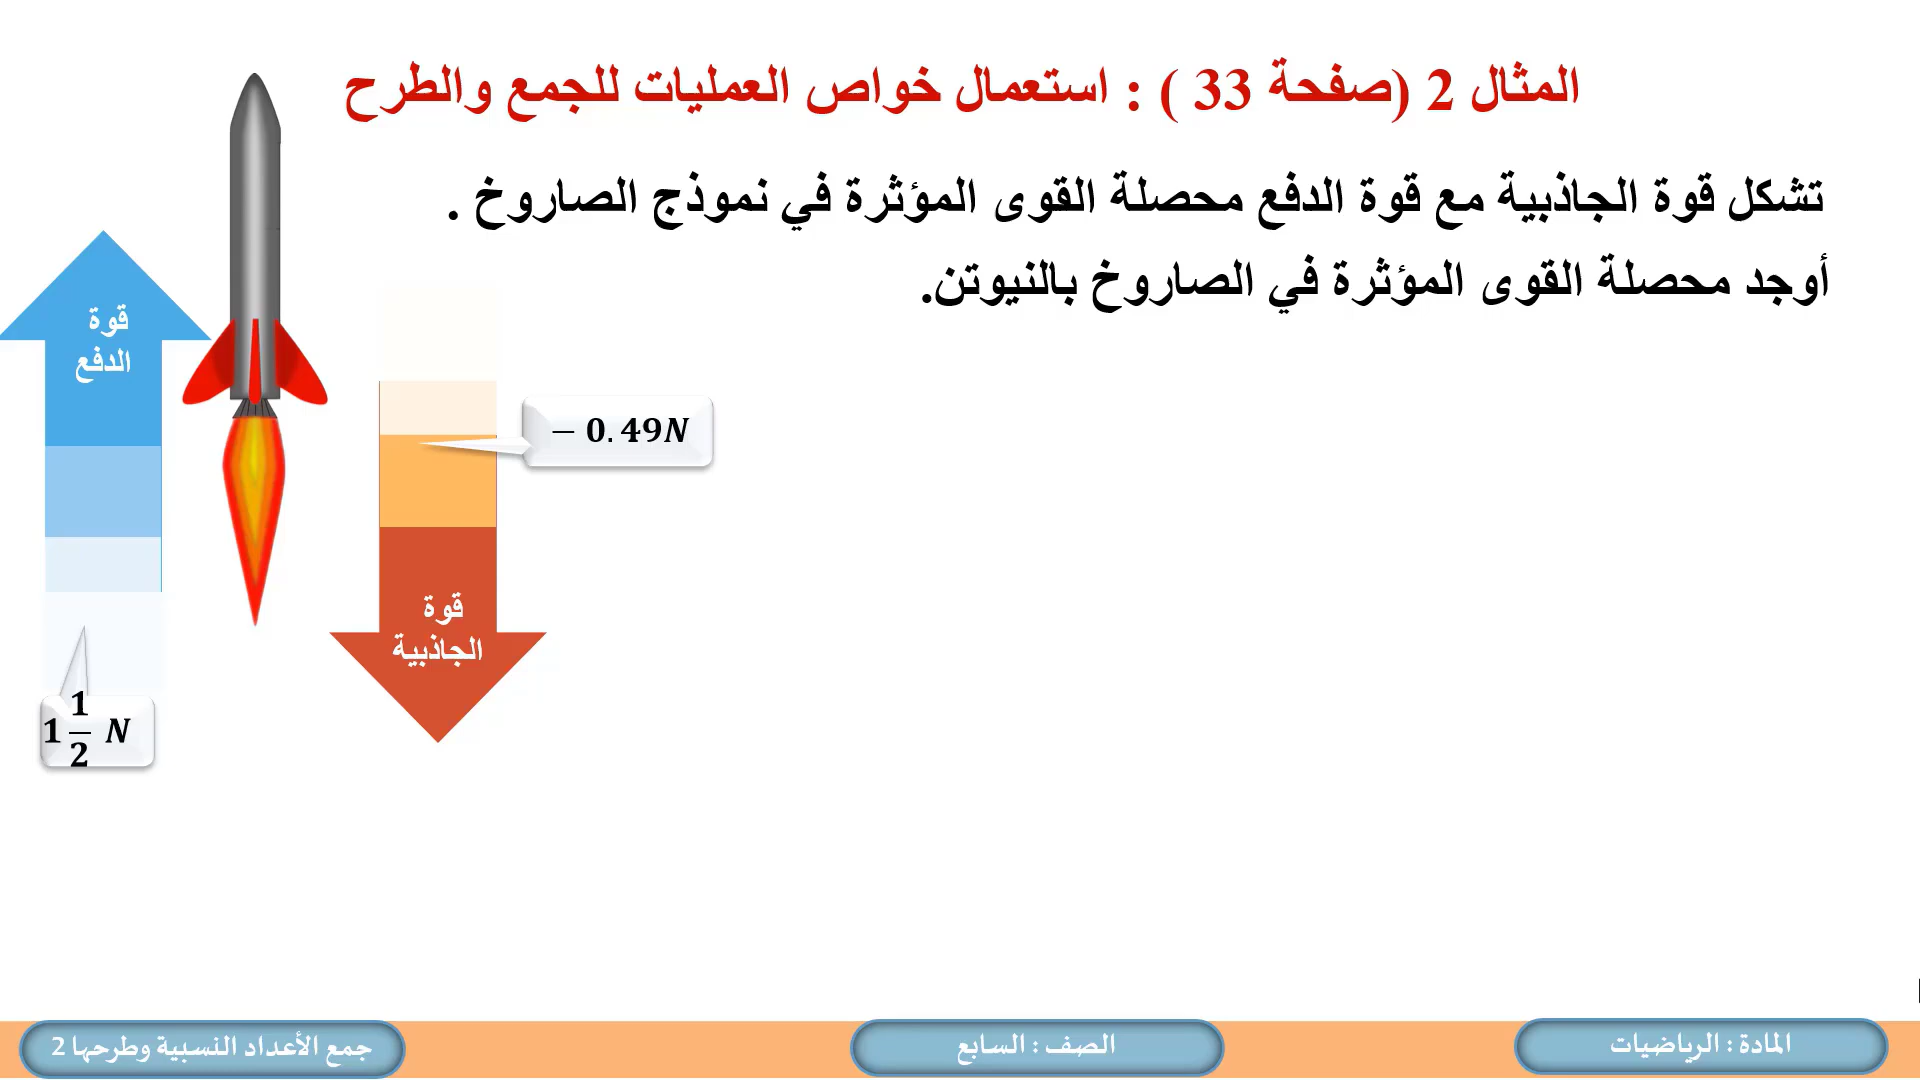 المثال 2 (صفحة 33 ) : استعمال خواص العمليات للجمع والطرح
تشكل قوة الجاذبية مع قوة الدفع محصلة القوى المؤثرة في نموذج الصاروخ .
أوجد محصلة القوى المؤثرة في الصاروخ بالنيوتن.
قوة
الدفع
− 0.49N
قوة
الجاذبية
1 1/2 N
المادة : الرياضيات
الصف : السابع
جمع الأعداد النسبية وطرحها 2